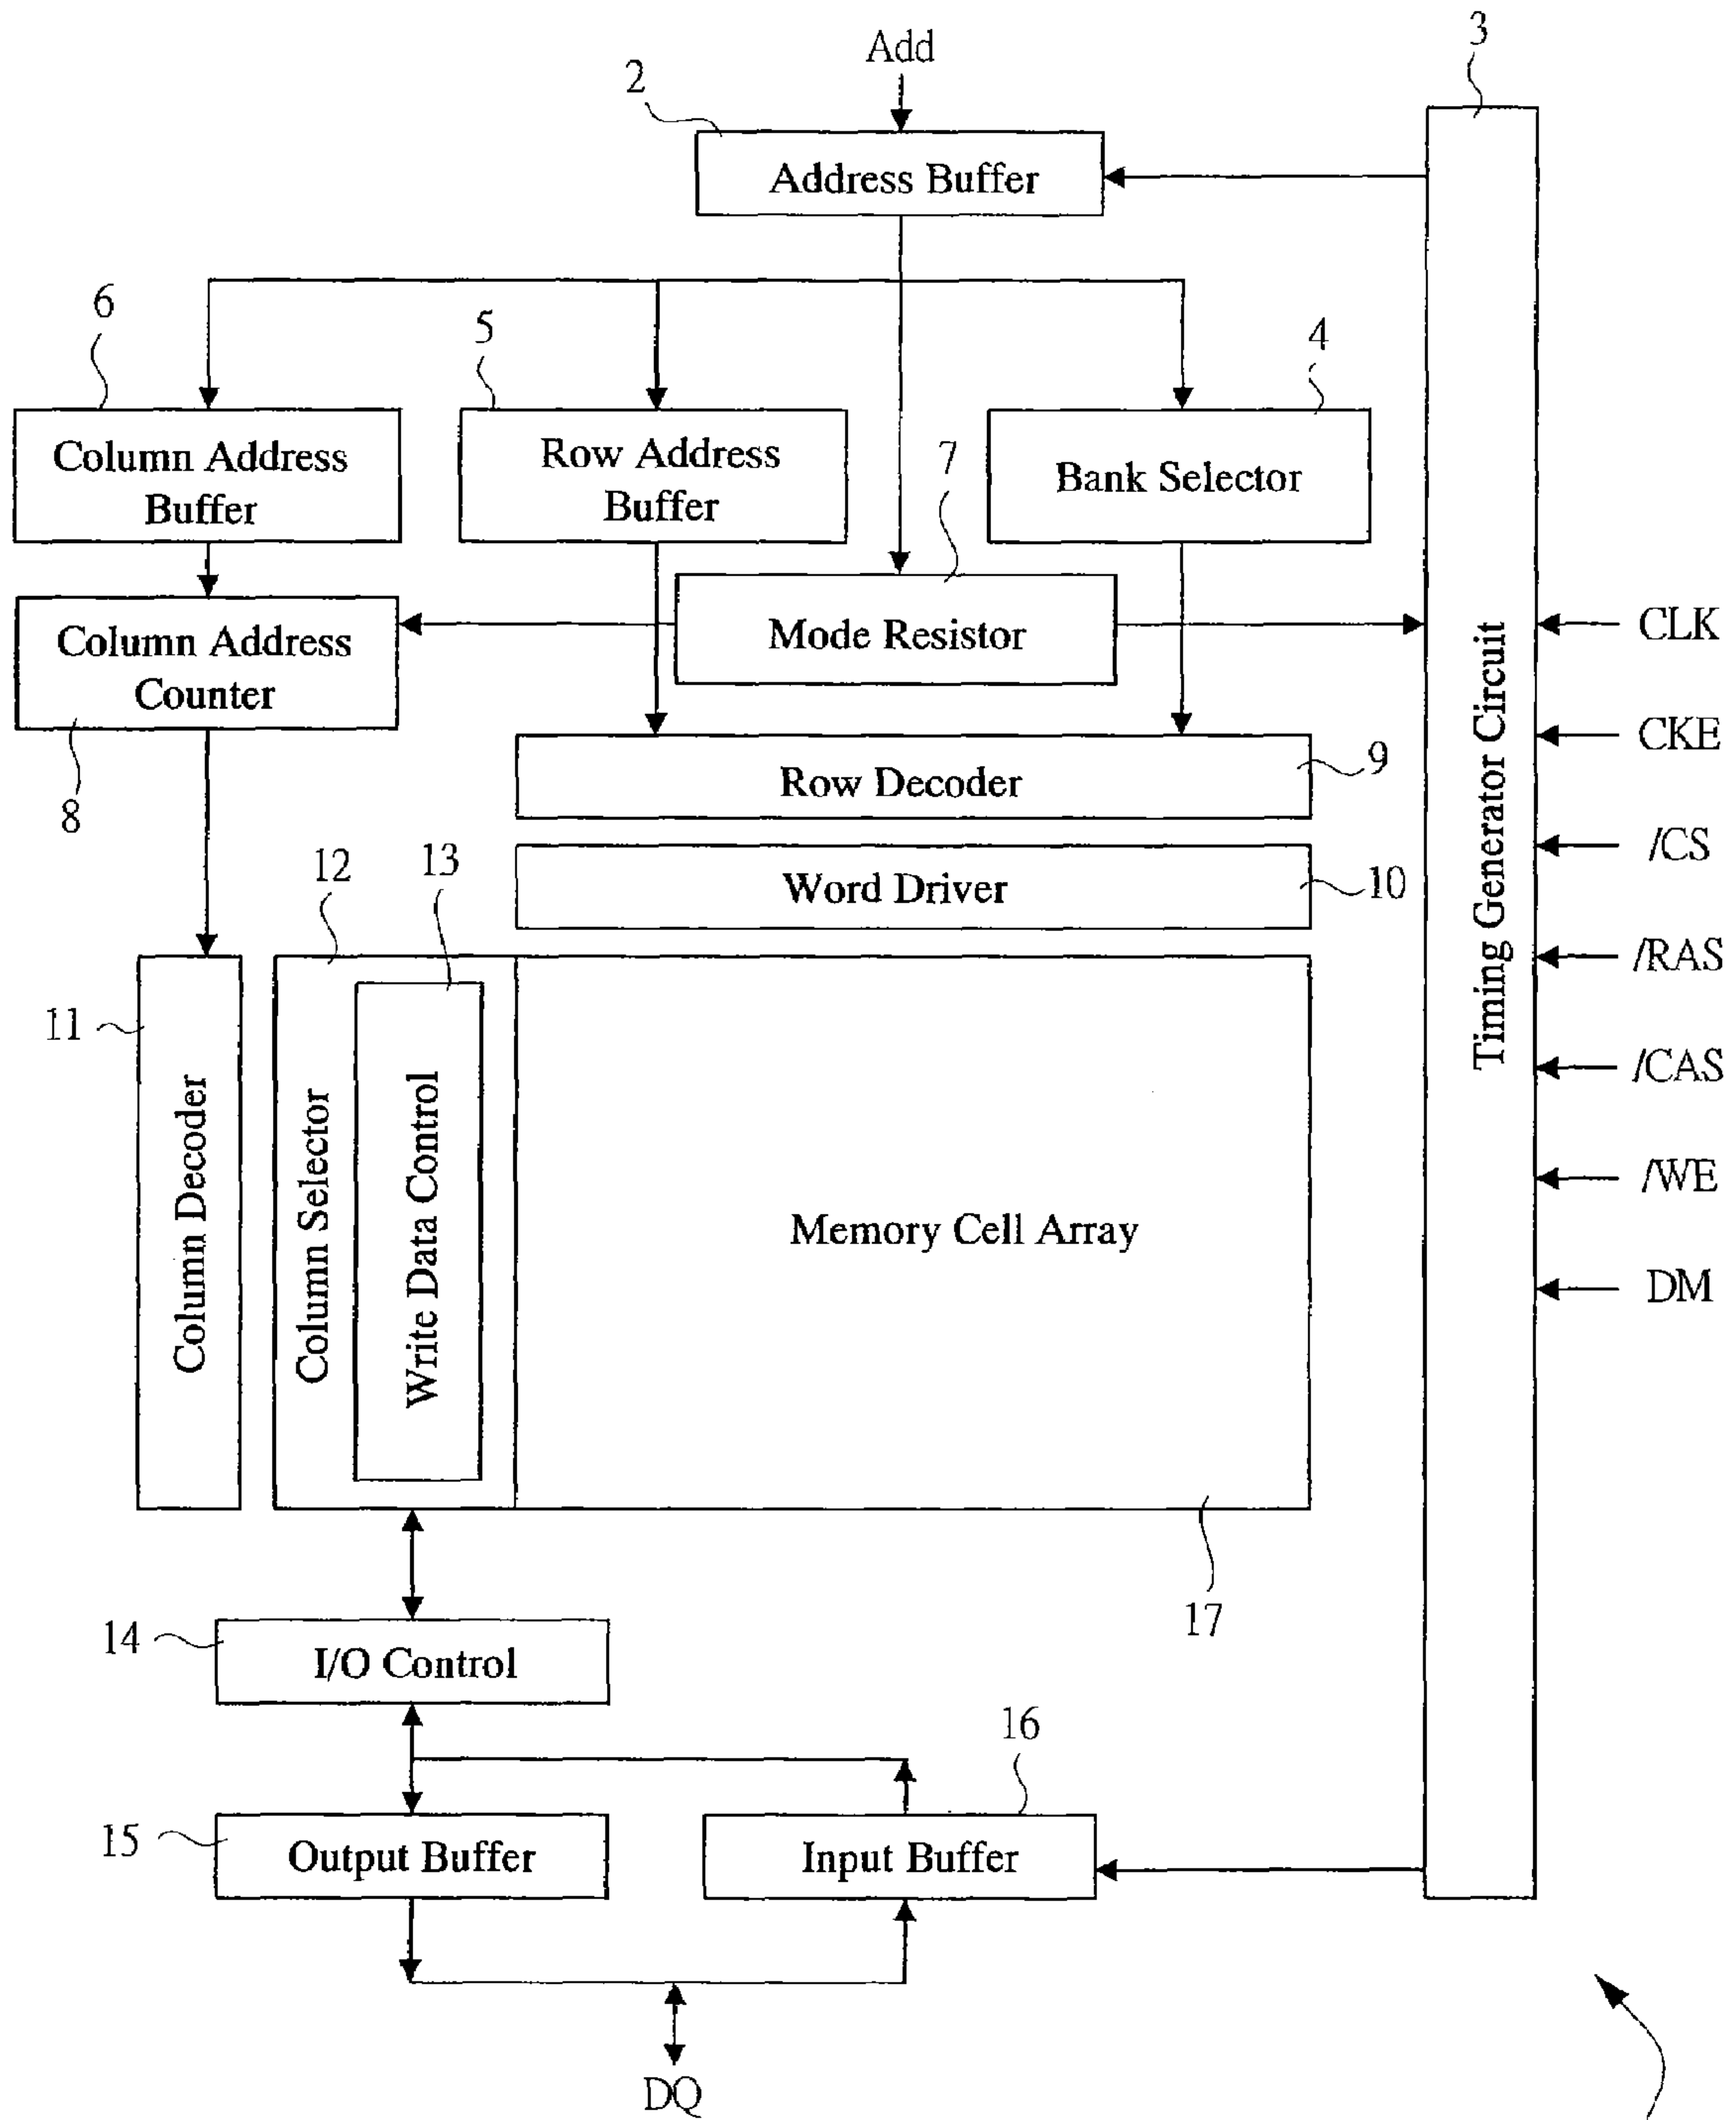 3
Add
2
Address Buffer
6
5
4
Column Address
Buffer
Row Address
Buffer
7
Bank Selector
Column Address
Counter
Mode Resistor
CLK
8
Row Decoder
9
CKE
Timing Generator Circuit
12
13
Word Driver
10
/CS
/RAS
11
/CAS
Column Decoder
Column Selector
Write Data Control
Memory Cell Array
/WE
DM
17
14
I/O Control
16
15
Output Buffer
Input Buffer
DQ